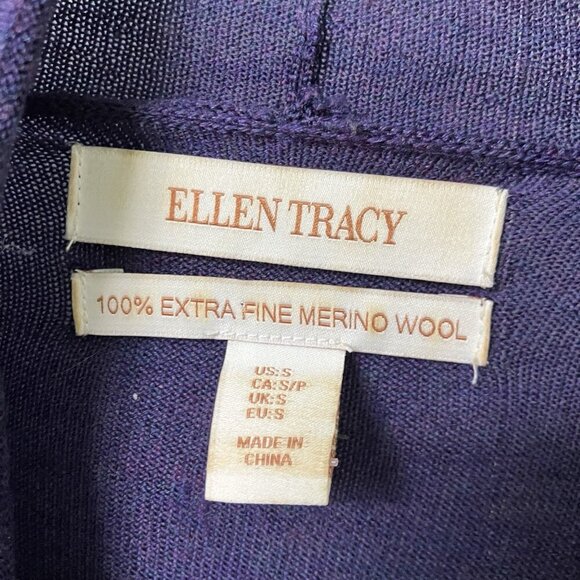 ELLEN TRACY
100% EXTRA FINE MERINO WOOL
US: S
CA: S/P
UK: S
EU: S
MADE IN
CHINA